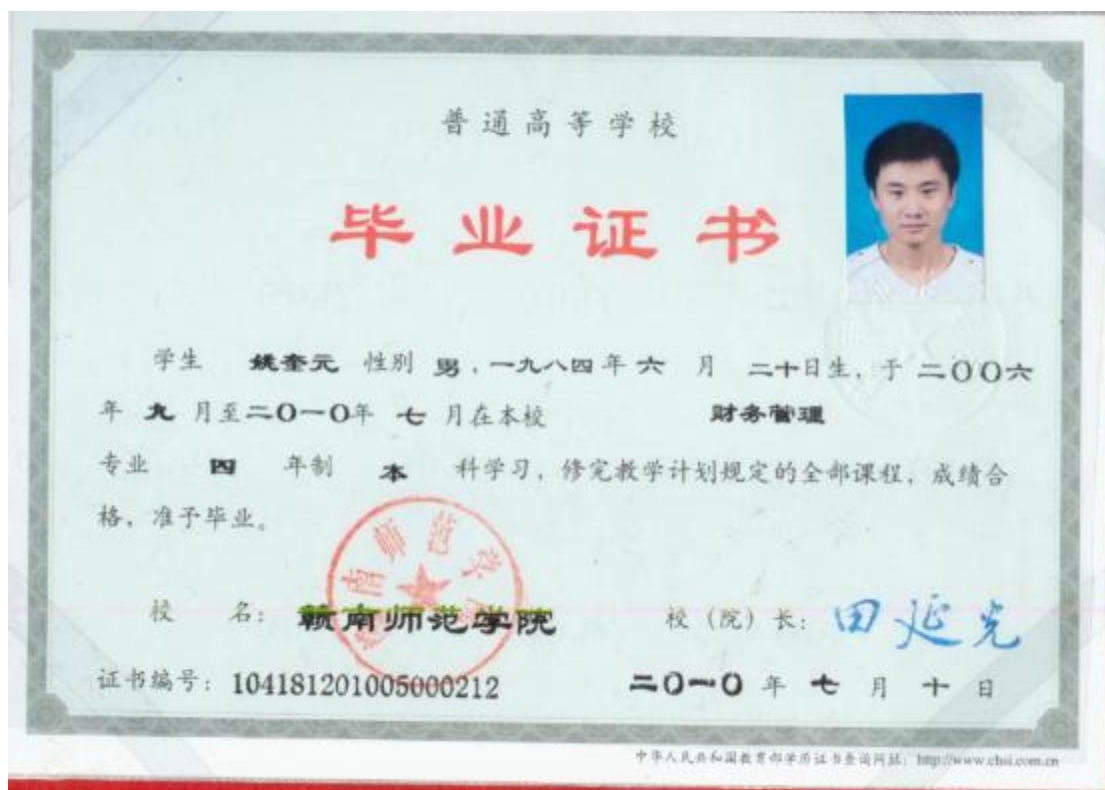 普通高等学校
毕业证书
学生 姚奎元 性别 男，一九八四年 六 月 二十日生，于 二〇〇六
年 九 月至二〇一〇年 七 月在本校 财务管理
专业 四 年制 本 科学习，修完教学计划规定的全部课程，成绩合
格，准予毕业。
校 名：赣南师范学院 校（院）长：田延光
证书编号：104181201005000212 二〇一〇 年 七 月 十 日
中华人民共和国教育部学历证书查询网址：http://www.chsi.com.cn